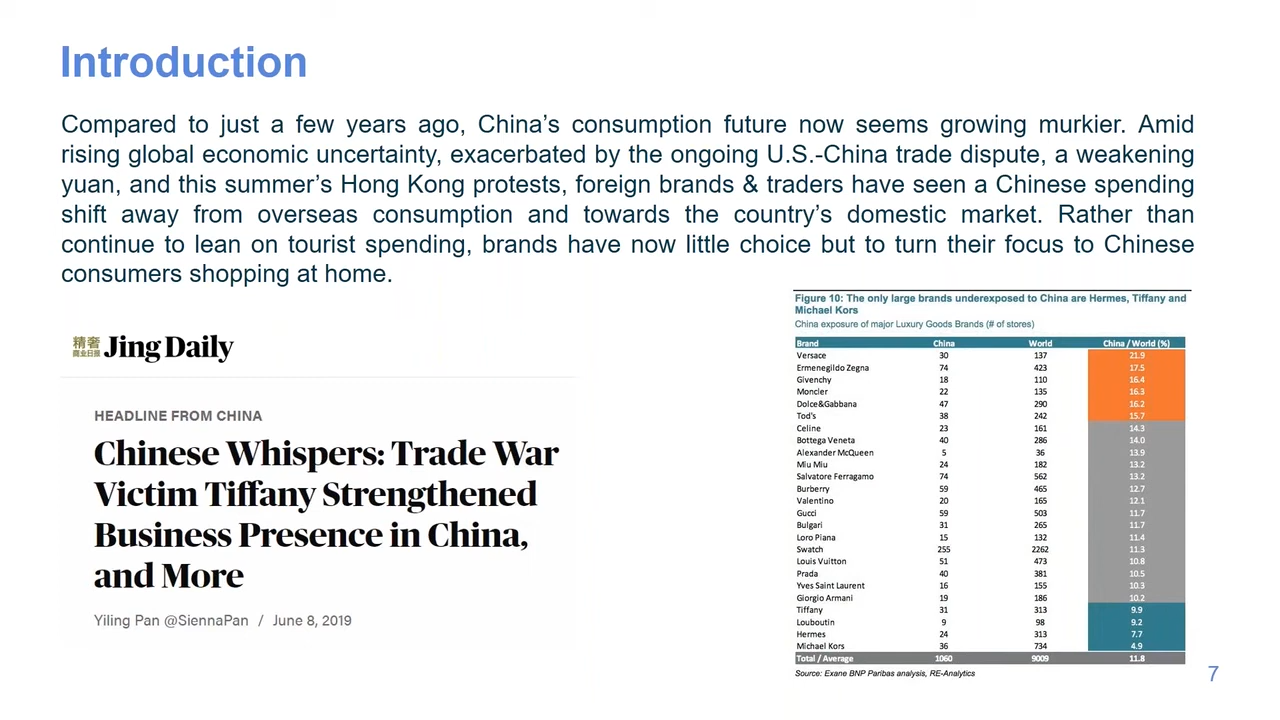 Introduction
Compared to just a few years ago, China’s consumption future now seems growing murkier. Amid
rising global economic uncertainty, exacerbated by the ongoing U.S.-China trade dispute, a weakening
yuan, and this summer’s Hong Kong protests, foreign brands & traders have seen a Chinese spending
shift away from overseas consumption and towards the country’s domestic market. Rather than
continue to lean on tourist spending, brands have now little choice but to turn their focus to Chinese
consumers shopping at home.
精奢
商业日报
Jing Daily
HEADLINE FROM CHINA
Chinese Whispers: Trade War
Victim Tiffany Strengthened
Business Presence in China,
and More
Yiling Pan @SiennaPan / June 8, 2019
Figure 10: The only large brands underexposed to China are Hermes, Tiffany and
Michael Kors
China exposure of major Luxury Goods Brands (# of stores)
Brand China World China / World (%)
Versace 30 137 21.9
Ermenegildo Zegna 74 423 17.5
Givenchy 18 110 16.4
Moncler 22 135 16.3
Dolce&Gabbana 47 290 16.2
Tod's 38 242 15.7
Celine 23 161 14.3
Bottega Veneta 40 286 14.0
Alexander McQueen 5 36 13.9
Miu Miu 24 182 13.2
Salvatore Ferragamo 74 562 13.2
Burberry 59 465 12.7
Valentino 20 165 12.1
Gucci 59 503 11.7
Bulgari 31 265 11.7
Loro Piana 15 132 11.4
Swatch 255 2262 11.3
Louis Vuitton 51 473 10.8
Prada 40 381 10.5
Yves Saint Laurent 16 155 10.3
Giorgio Armani 19 186 10.2
Tiffany 31 313 9.9
Louboutin 9 98 9.2
Hermes 24 313 7.7
Michael Kors 36 734 4.9
Total / Average 1060 9009 11.8
Source: Exane BNP Paribas analysis, RE-Analytics
7